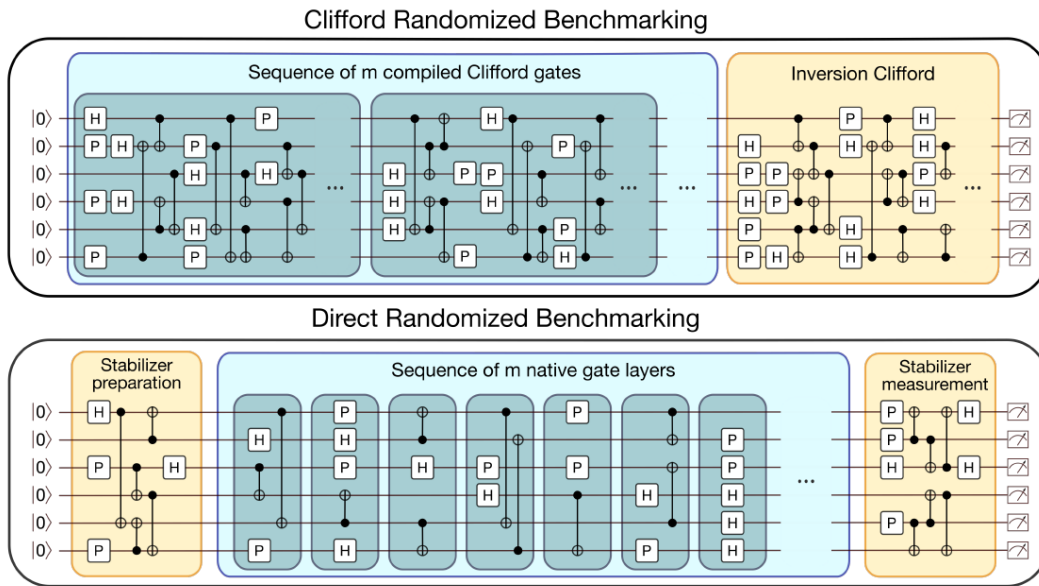 Clifford Randomized Benchmarking
Sequence of m compiled Clifford gates
Inversion Clifford
|0⟩ H P H P H
|0⟩ P H P P H H H
|0⟩ H H ... H P P ... ... P P P ...
|0⟩ P H H H H P H
|0⟩ H H P P H
|0⟩ P P P H P H
Direct Randomized Benchmarking
Stabilizer
preparation
Sequence of m native gate layers
Stabilizer
measurement
|0⟩ H P P P H
|0⟩ H H P P
|0⟩ P H P H P P P H H
|0⟩ H H H ...
|0⟩ H P
|0⟩ P P H P H